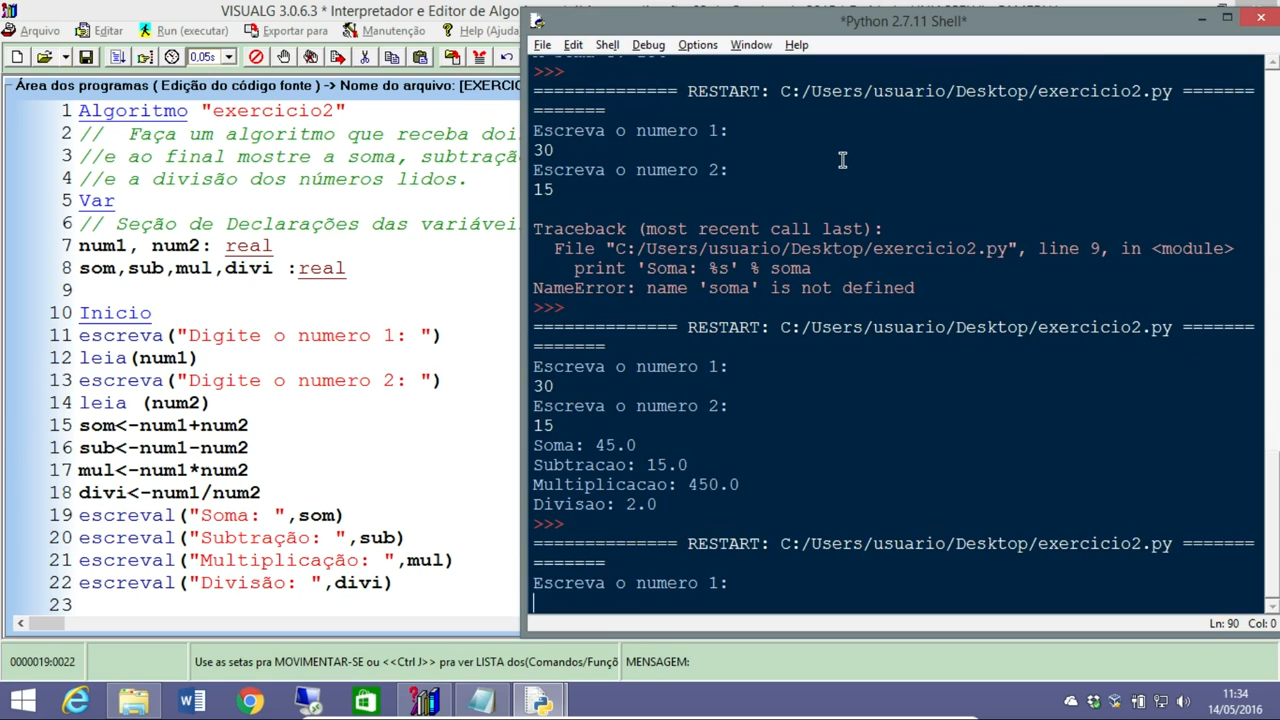 VISUALG 3.0.6.3 * Interpretador e Editor de Algo
Arquivo Editar Run (executar) Exportar para Manutenção Help (Ajuda
0,05s
Área dos programas ( Edição do código fonte ) -> Nome do arquivo: [EXERCIC
1 Algoritmo "exercicio2"
2 // Faça um algoritmo que receba doi
3 //e ao final mostre a soma, subtração
4 //e a divisão dos números lidos.
5 Var
6 // Seção de Declarações das variáveis
7 num1, num2: real
8 som,sub,mul,divi :real
9
10 Inicio
11 escreva("Digite o numero 1: ")
12 leia(num1)
13 escreva("Digite o numero 2: ")
14 leia (num2)
15 som<-num1+num2
16 sub<-num1-num2
17 mul<-num1*num2
18 divi<-num1/num2
19 escreval("Soma: ",som)
20 escreval("Subtração: ",sub)
21 escreval("Multiplicação: ",mul)
22 escreval("Divisão: ",divi)
23
0000019:0022
Use as setas pra MOVIMENTAR-SE ou <<Ctrl J>> pra ver LISTA dos(Comandos/Funçõ
MENSAGEM:
*Python 2.7.11 Shell*
File Edit Shell Debug Options Window Help
>>>
============== RESTART: C:/Users/usuario/Desktop/exercicio2.py =======
=======
Escreva o numero 1:
30
Escreva o numero 2:
15
Traceback (most recent call last):
File "C:/Users/usuario/Desktop/exercicio2.py", line 9, in <module>
print 'Soma: %s' % soma
NameError: name 'soma' is not defined
>>>
============== RESTART: C:/Users/usuario/Desktop/exercicio2.py =======
=======
Escreva o numero 1:
30
Escreva o numero 2:
15
Soma: 45.0
Subtracao: 15.0
Multiplicacao: 450.0
Divisao: 2.0
>>>
============== RESTART: C:/Users/usuario/Desktop/exercicio2.py =======
=======
Escreva o numero 1:
Ln: 90 Col: 0
11:34
14/05/2016